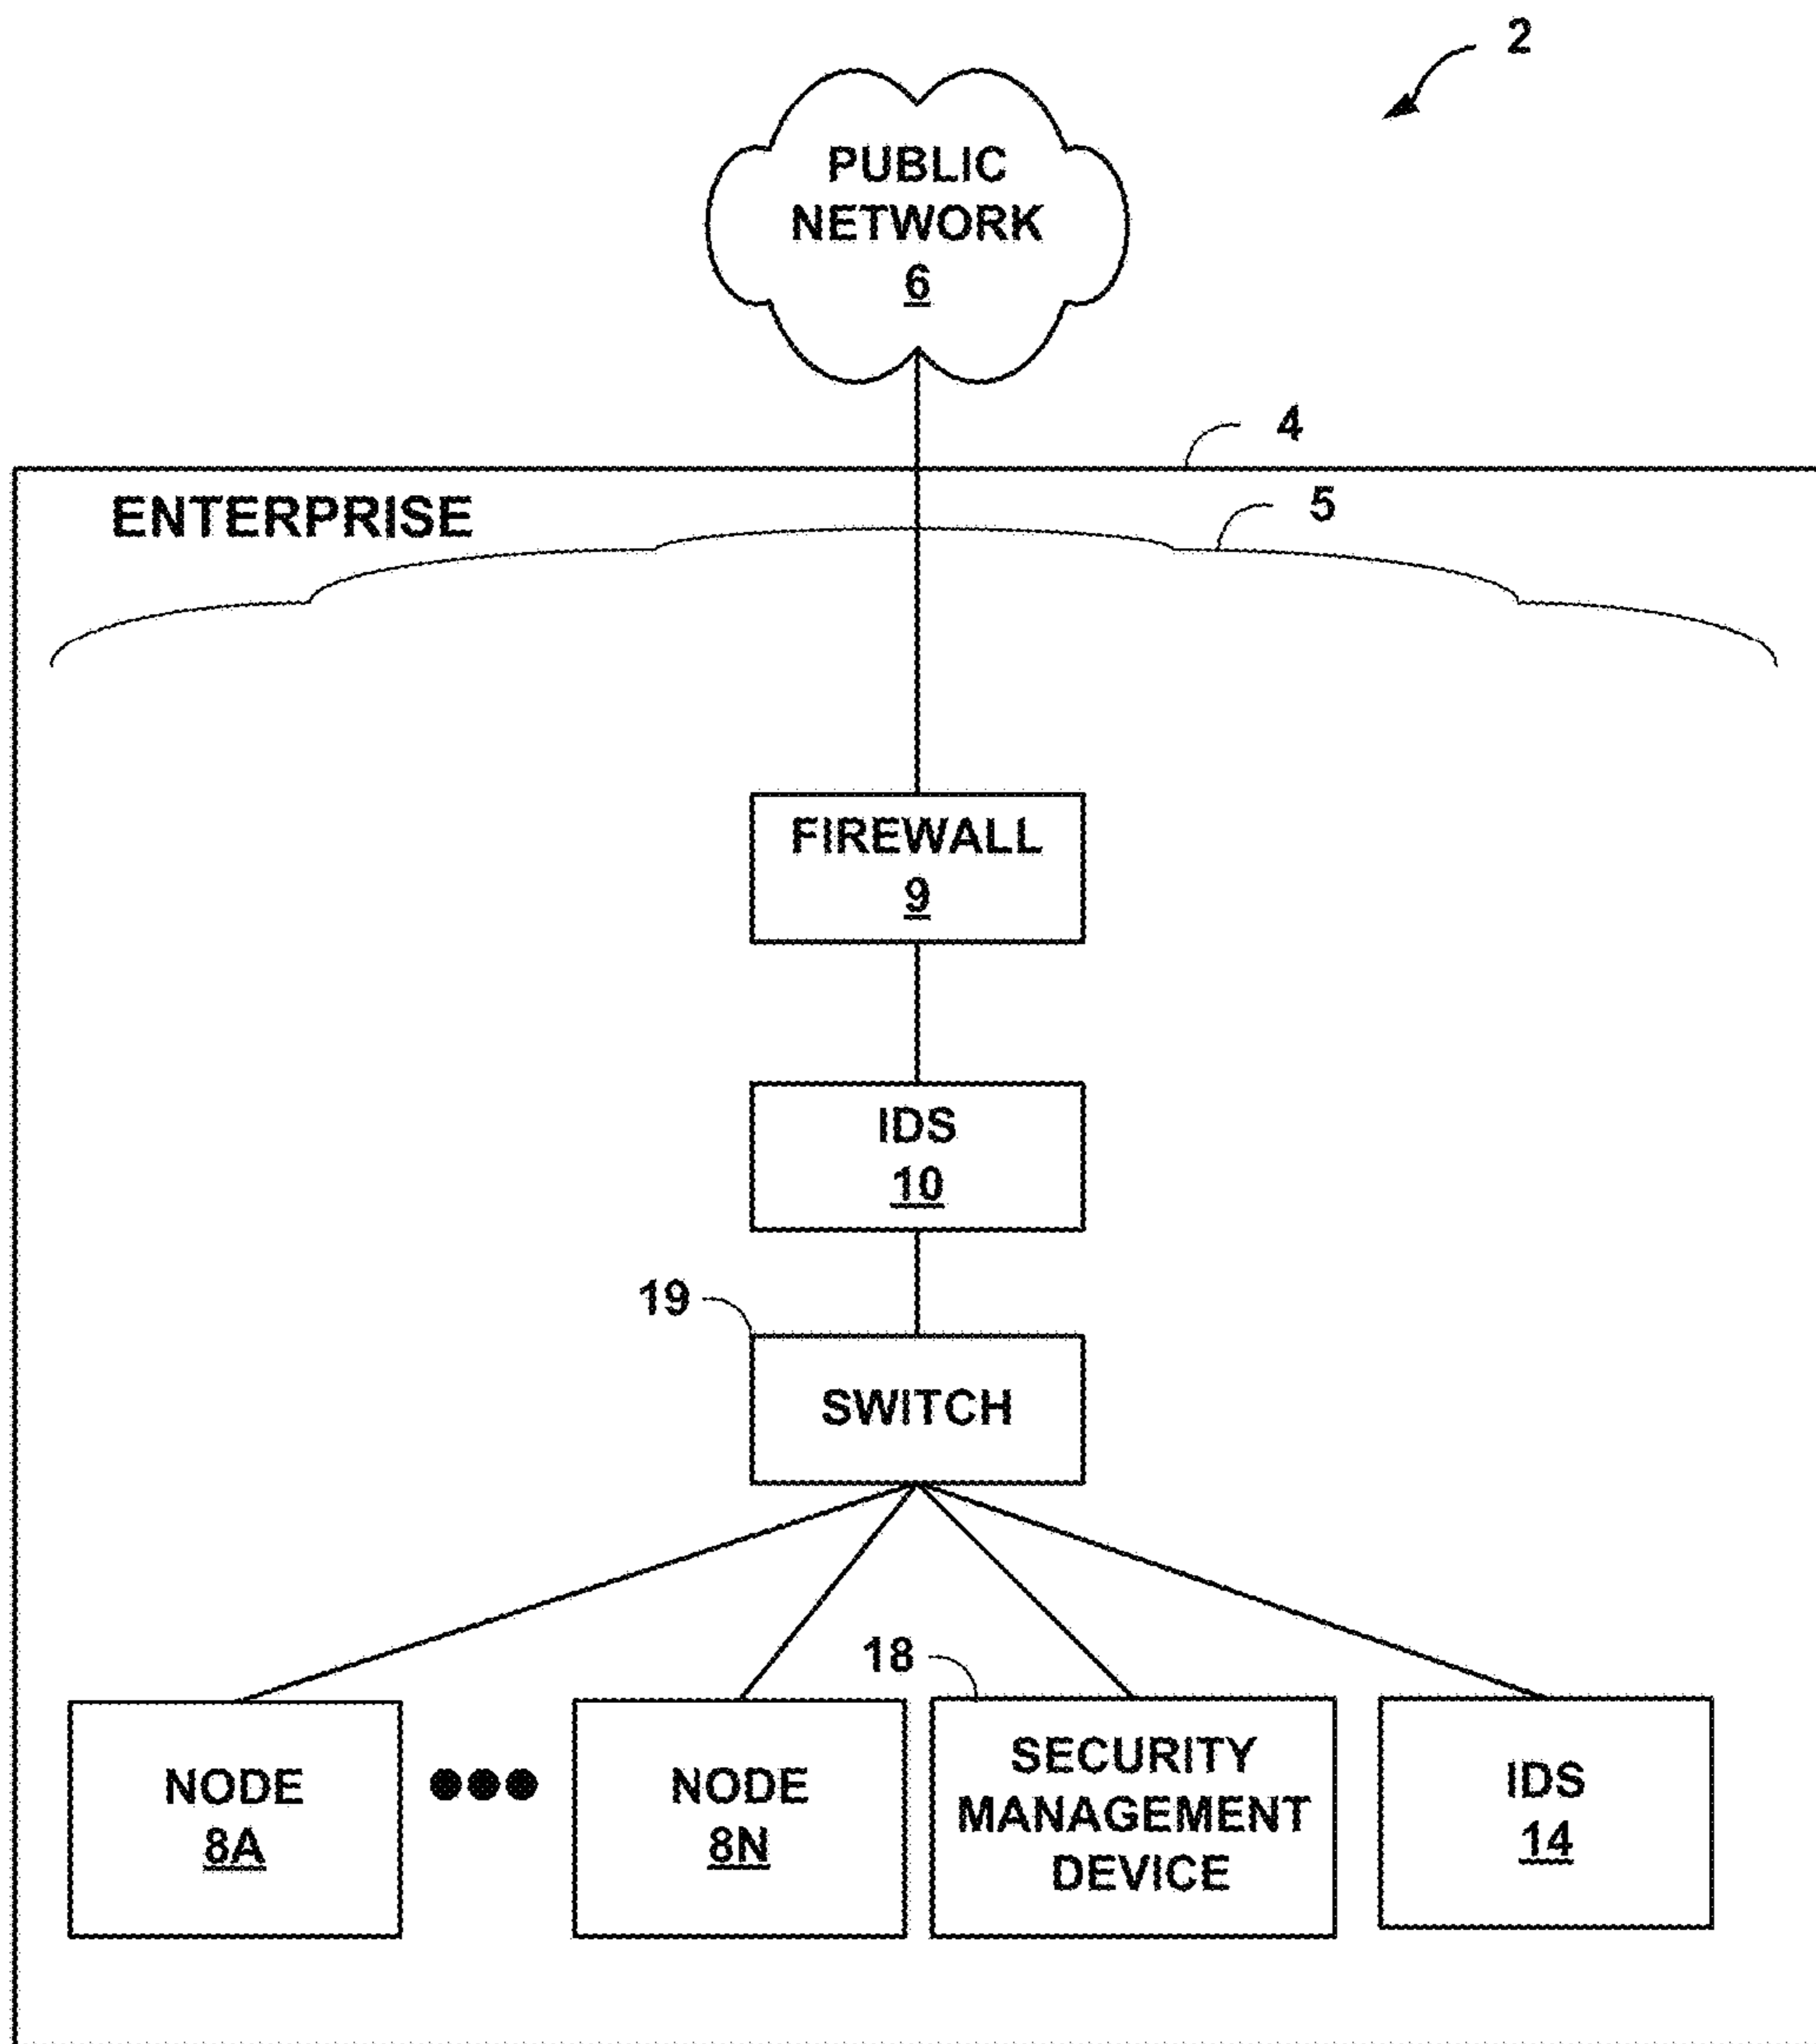 2
PUBLIC
NETWORK
6
4
ENTERPRISE
5
FIREWALL
9
IDS
10
19
SWITCH
18
NODE
8A
NODE
8N
SECURITY
MANAGEMENT
DEVICE
IDS
14